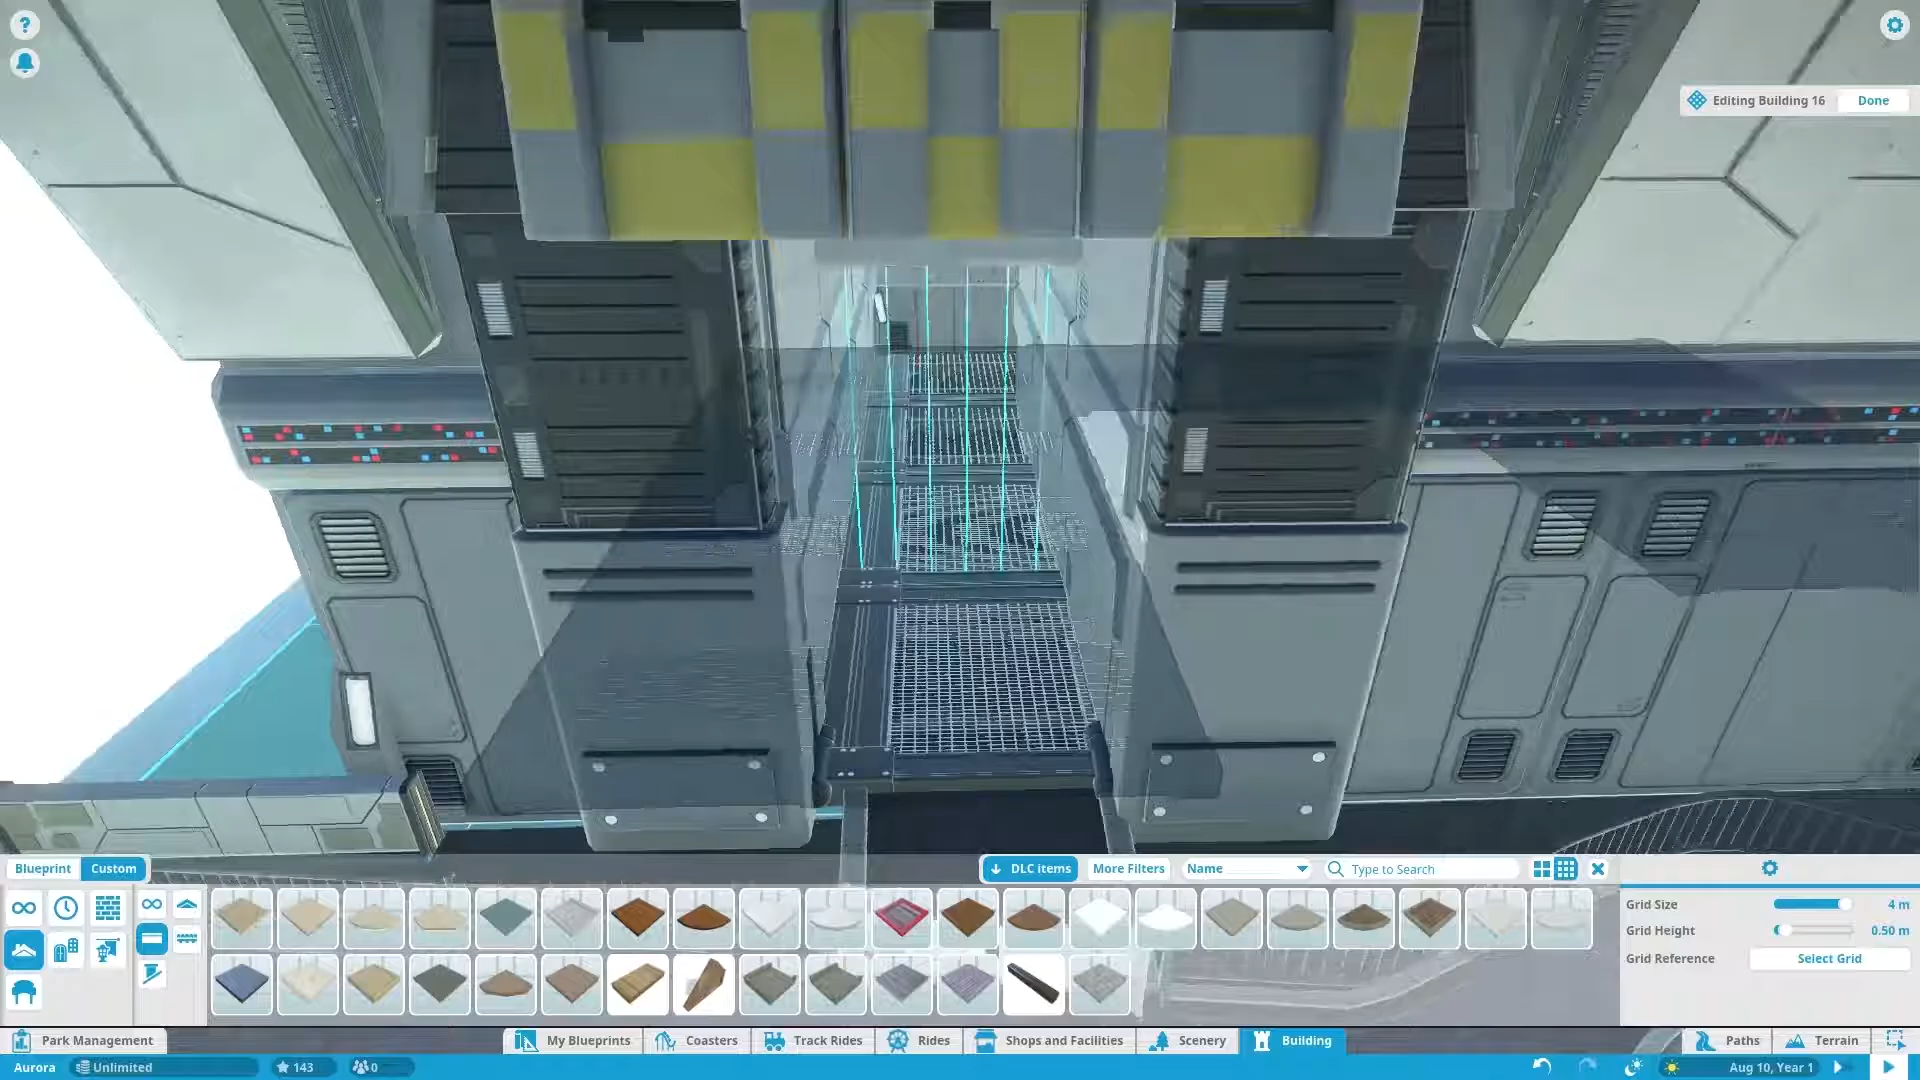 ?
Editing Building 16
Done
Blueprint
Custom
DLC items
More Filters
Name
Type to Search
Grid Size
4 m
Grid Height
0.50 m
Grid Reference
Select Grid
Park Management
My Blueprints
Coasters
Track Rides
Rides
Shops and Facilities
Scenery
Building
Paths
Terrain
Aurora
Unlimited
143
0
Aug 10, Year 1